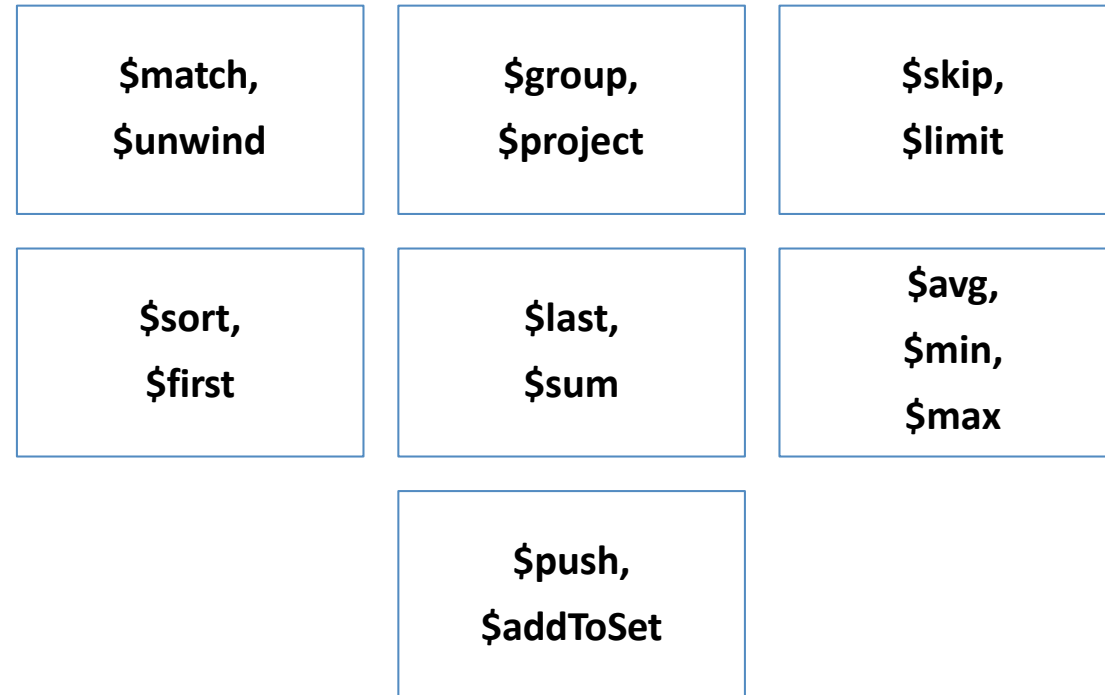 $match,
$unwind
$group,
$project
$skip,
$limit
$sort,
$first
$last,
$sum
$avg,
$min,
$max
$push,
$addToSet